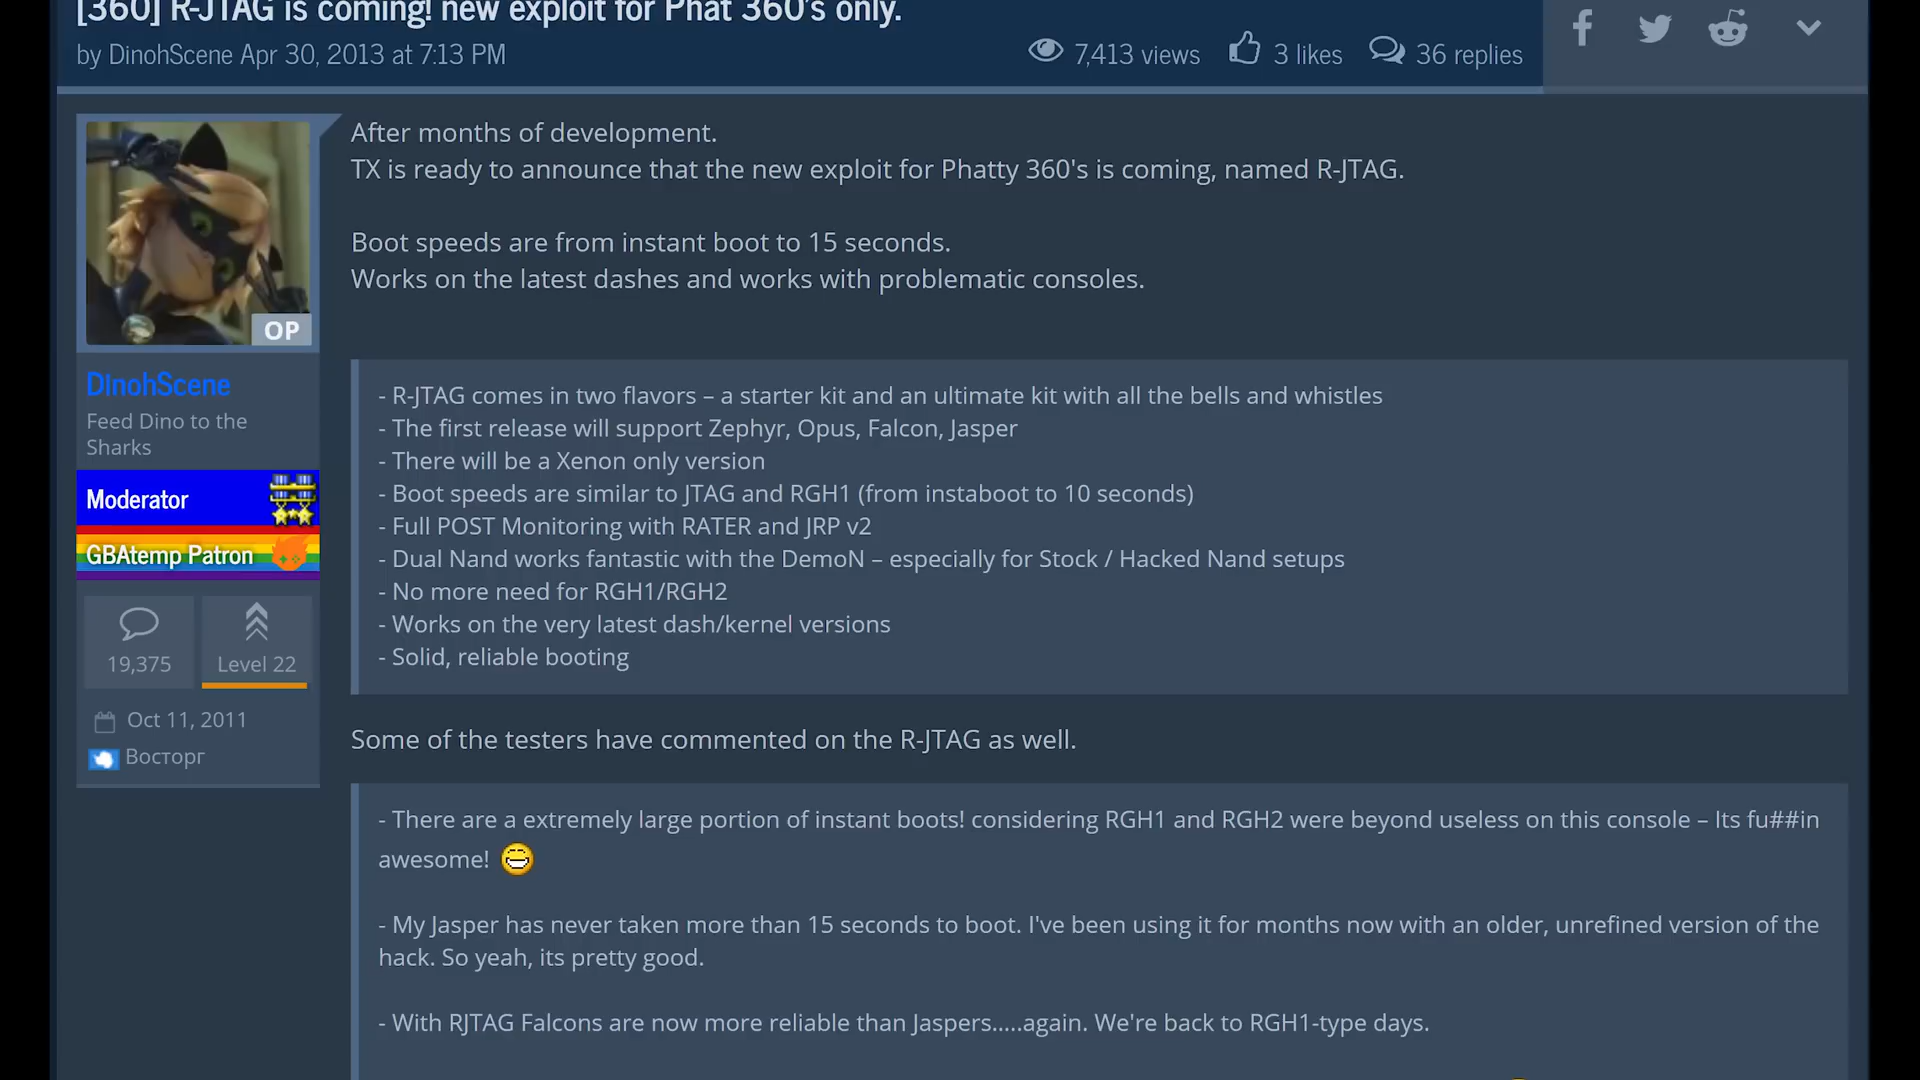 [360] R-JTAG is coming! new exploit for Phat 360's only.
by DinohScene Apr 30, 2013 at 7:13 PM
7,413 views
3 likes
36 replies
After months of development.
TX is ready to announce that the new exploit for Phatty 360's is coming, named R-JTAG.
Boot speeds are from instant boot to 15 seconds.
Works on the latest dashes and works with problematic consoles.
OP
DInohScene
Feed Dino to the
Sharks
Moderator
GBAtemp Patron
19,375
Level 22
Oct 11, 2011
Восторг
- R-JTAG comes in two flavors – a starter kit and an ultimate kit with all the bells and whistles
- The first release will support Zephyr, Opus, Falcon, Jasper
- There will be a Xenon only version
- Boot speeds are similar to JTAG and RGH1 (from instaboot to 10 seconds)
- Full POST Monitoring with RATER and JRP v2
- Dual Nand works fantastic with the DemoN – especially for Stock / Hacked Nand setups
- No more need for RGH1/RGH2
- Works on the very latest dash/kernel versions
- Solid, reliable booting
Some of the testers have commented on the R-JTAG as well.
- There are a extremely large portion of instant boots! considering RGH1 and RGH2 were beyond useless on this console – Its fu##in
awesome!
- My Jasper has never taken more than 15 seconds to boot. I've been using it for months now with an older, unrefined version of the
hack. So yeah, its pretty good.
- With RJTAG Falcons are now more reliable than Jaspers.....again. We're back to RGH1-type days.